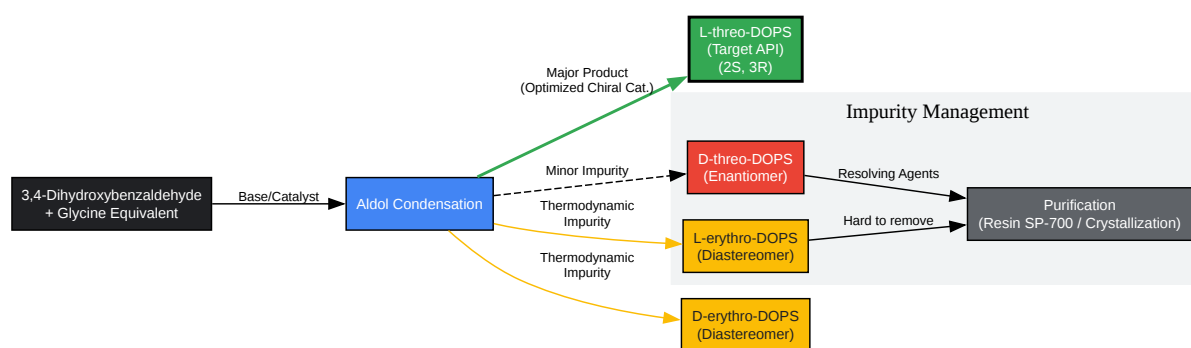 3,4-Dihydroxybenzaldehyde
+ Glycine Equivalent
Base/Catalyst
Aldol Condensation
Major Product
(Optimized Chiral Cat.)
L-threo-DOPS
(Target API)
(2S, 3R)
Impurity Management
Minor Impurity
D-threo-DOPS
(Enantiomer)
Resolving Agents
Thermodynamic
Impurity
L-erythro-DOPS
(Diastereomer)
Hard to remove
Purification
(Resin SP-700 / Crystallization)
Thermodynamic
Impurity
D-erythro-DOPS
(Diastereomer)